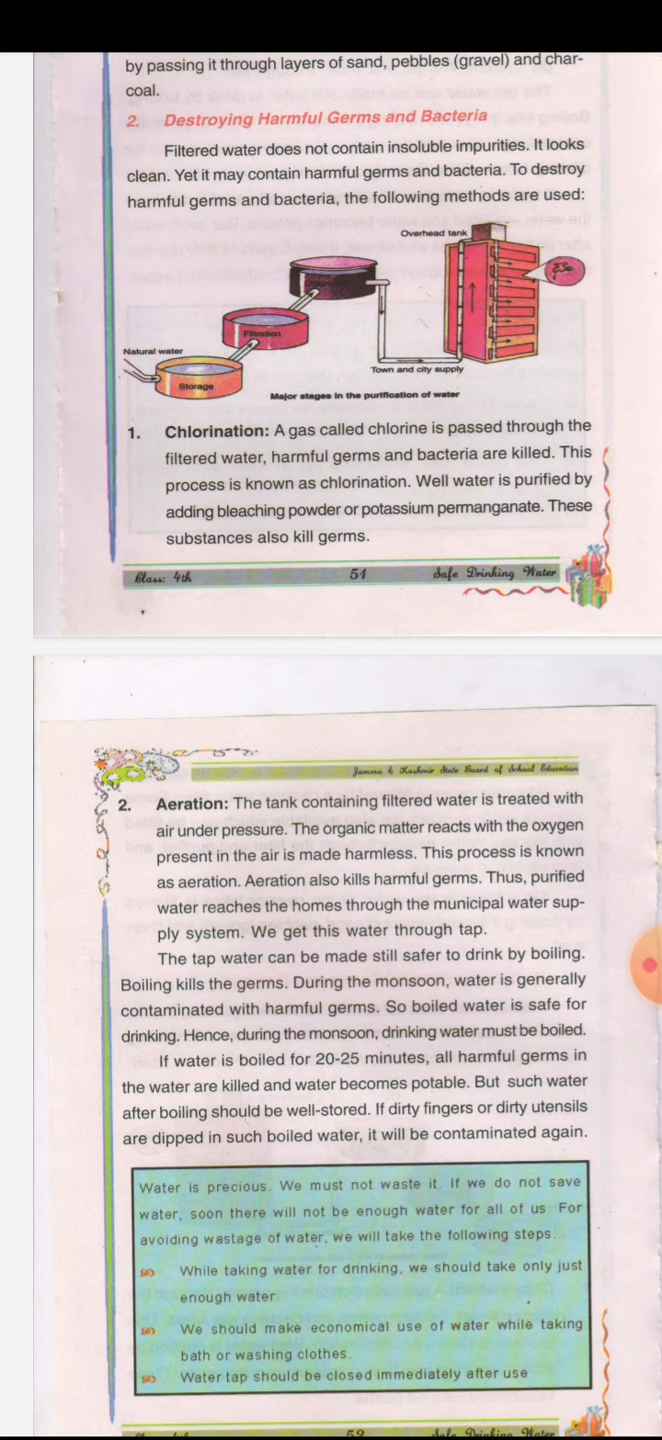 by passing it through layers of sand, pebbles (gravel) and char-
coal.
2. Destroying Harmful Germs and Bacteria
Filtered water does not contain insoluble impurities. It looks
clean. Yet it may contain harmful germs and bacteria. To destroy
harmful germs and bacteria, the following methods are used:
Overhead tank
Filtration
Natural water
Storage
Town and city supply
Major stages in the purification of water
1. Chlorination: A gas called chlorine is passed through the
filtered water, harmful germs and bacteria are killed. This
process is known as chlorination. Well water is purified by
adding bleaching powder or potassium permanganate. These
substances also kill germs.
Class: 4th 51 Safe Drinking Water
Jammu & Kashmir State Board of School Education
2. Aeration: The tank containing filtered water is treated with
air under pressure. The organic matter reacts with the oxygen
present in the air is made harmless. This process is known
as aeration. Aeration also kills harmful germs. Thus, purified
water reaches the homes through the municipal water sup-
ply system. We get this water through tap.
The tap water can be made still safer to drink by boiling.
Boiling kills the germs. During the monsoon, water is generally
contaminated with harmful germs. So boiled water is safe for
drinking. Hence, during the monsoon, drinking water must be boiled.
If water is boiled for 20-25 minutes, all harmful germs in
the water are killed and water becomes potable. But such water
after boiling should be well-stored. If dirty fingers or dirty utensils
are dipped in such boiled water, it will be contaminated again.
Water is precious. We must not waste it. If we do not save
water, soon there will not be enough water for all of us. For
avoiding wastage of water, we will take the following steps:
While taking water for drinking, we should take only just
enough water.
We should make economical use of water while taking
bath or washing clothes.
Water tap should be closed immediately after use
52 Safe Drinking Water